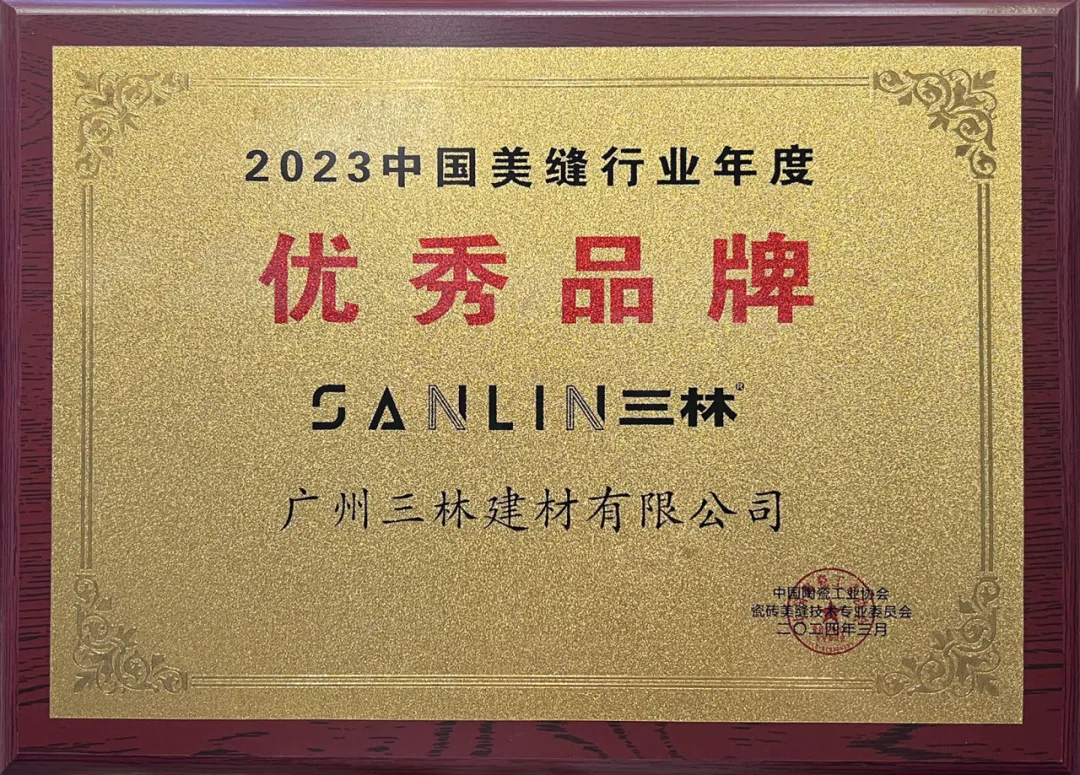 2023中国美缝行业年度
优秀品牌
SANLIN三林®
广州三林建材有限公司
中国陶瓷工业协会
瓷砖美缝技术专业委员会
二〇二四年三月